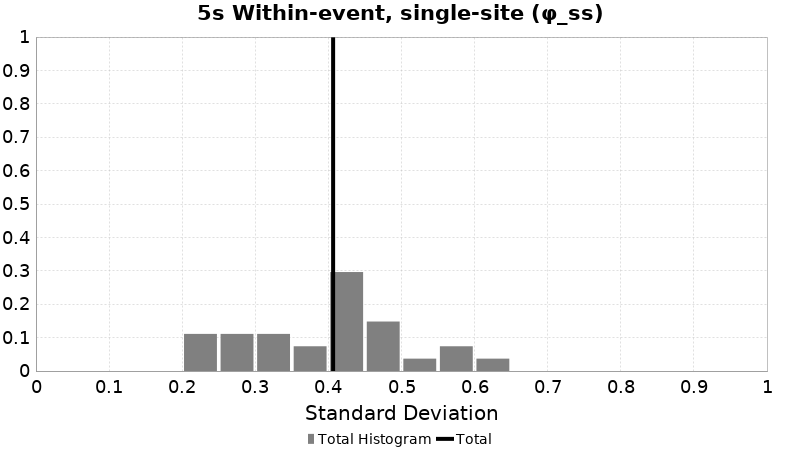 5s Within-event, single-site (φ_ss)
1
0.9
0.8
0.7
0.6
0.5
0.4
0.3
0.2
0.1
0
0 0.1 0.2 0.3 0.4 0.5 0.6 0.7 0.8 0.9 1
Standard Deviation
Total Histogram Total